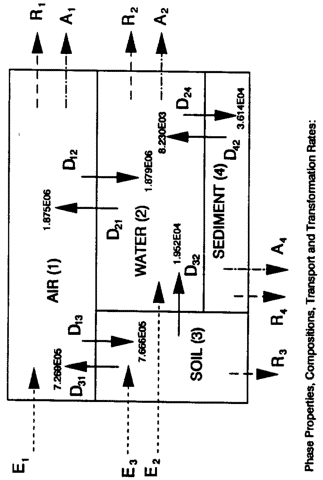 E₁
AIR (1)
R₁
A₁
7.269E05
D₃₁
D₁₃
7.666E05
1.875E06
D₂₁
D₁₂
1.879E06
E₃
E₂
WATER (2)
R₂
A₂
SOIL (3)
1.952E04
D₃₂
8.230E03
D₄₂
D₂₄
3.614E04
SEDIMENT (4)
R₃
R₄
A₄
Phase Properties, Compositions, Transport and Transformation Rates: